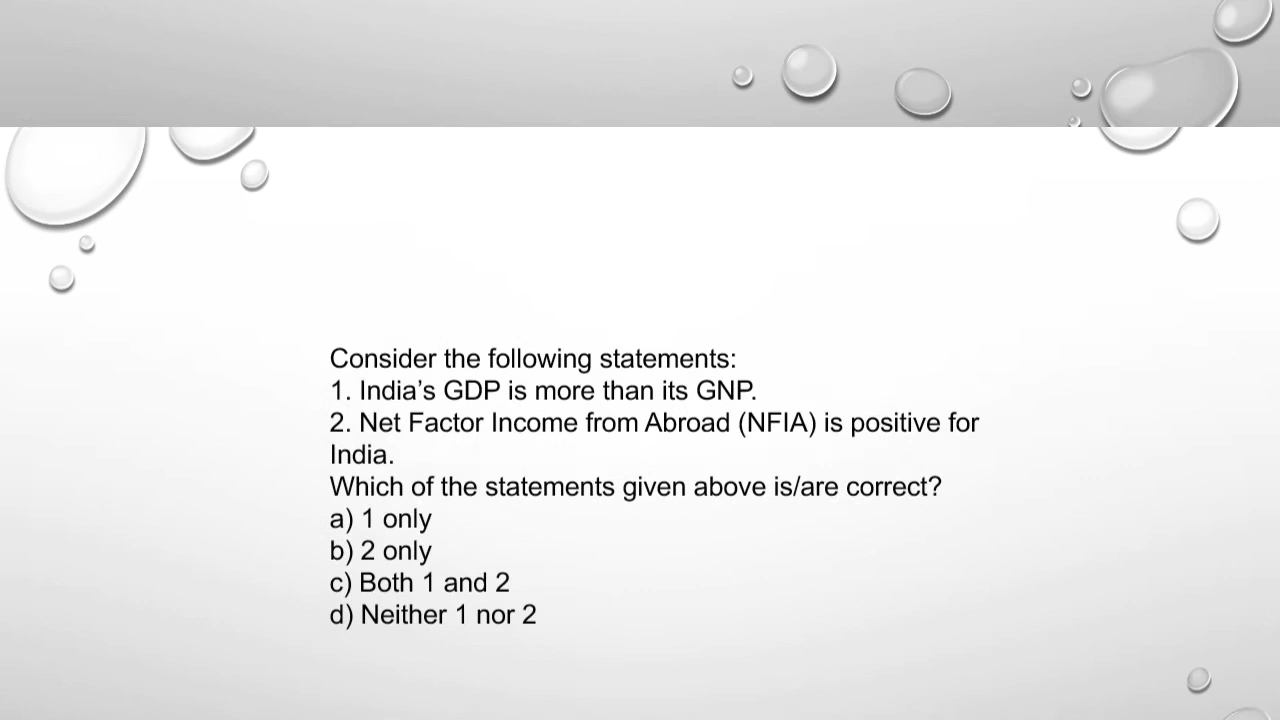 Consider the following statements:
1. India’s GDP is more than its GNP.
2. Net Factor Income from Abroad (NFIA) is positive for
India.
Which of the statements given above is/are correct?
a) 1 only
b) 2 only
c) Both 1 and 2
d) Neither 1 nor 2